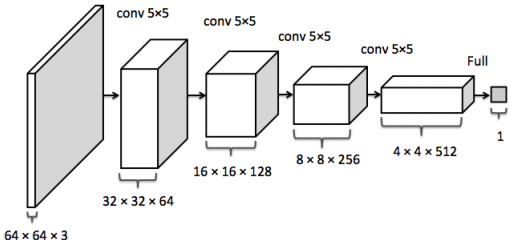 conv 5×5
conv 5×5
conv 5×5
conv 5×5
Full
64 × 64 × 3
32 × 32 × 64
16 × 16 × 128
8 × 8 × 256
4 × 4 × 512
1